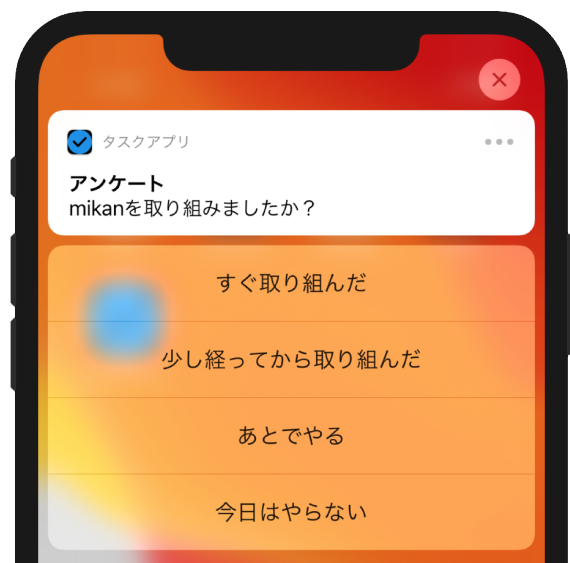 タスクアプリ
アンケート
mikanを取り組みましたか？
すぐ取り組んだ
少し経ってから取り組んだ
あとでやる
今日はやらない